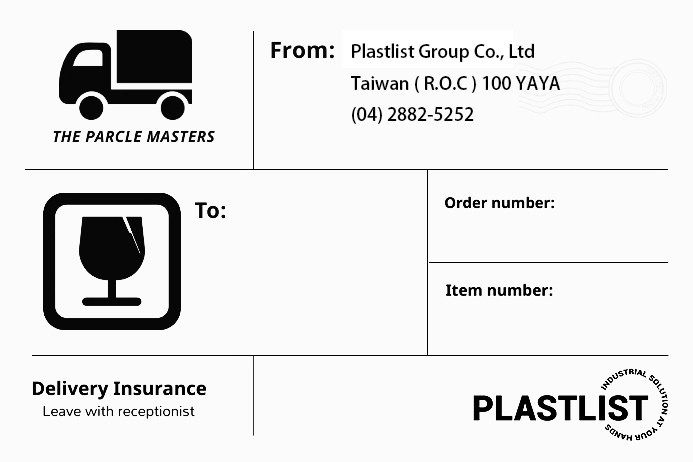 THE PARCLE MASTERS
From: Plastlist Group Co., Ltd
Taiwan ( R.O.C ) 100 YAYA
(04) 2882-5252
To:
Order number:
Item number:
Delivery Insurance
Leave with receptionist
PLASTLIST
INDUSTRIAL SOLUTION AT YOUR HANDS